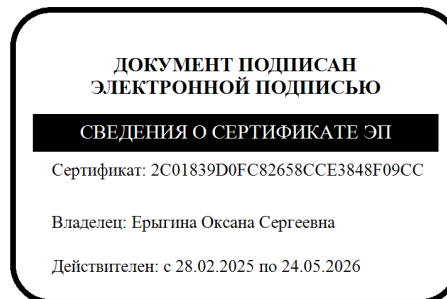 ДОКУМЕНТ ПОДПИСАН
ЭЛЕКТРОННОЙ ПОДПИСЬЮ
СВЕДЕНИЯ О СЕРТИФИКАТЕ ЭП
Сертификат: 2C01839D0FC82658CCE3848F09CC
Владелец: Ерыгина Оксана Сергеевна
Действителен: с 28.02.2025 по 24.05.2026